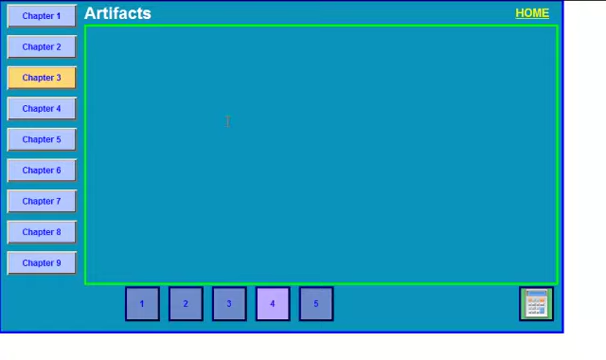 Artifacts
HOME
Chapter 1
Chapter 2
Chapter 3
Chapter 4
Chapter 5
Chapter 6
Chapter 7
Chapter 8
Chapter 9
1 2 3 4 5